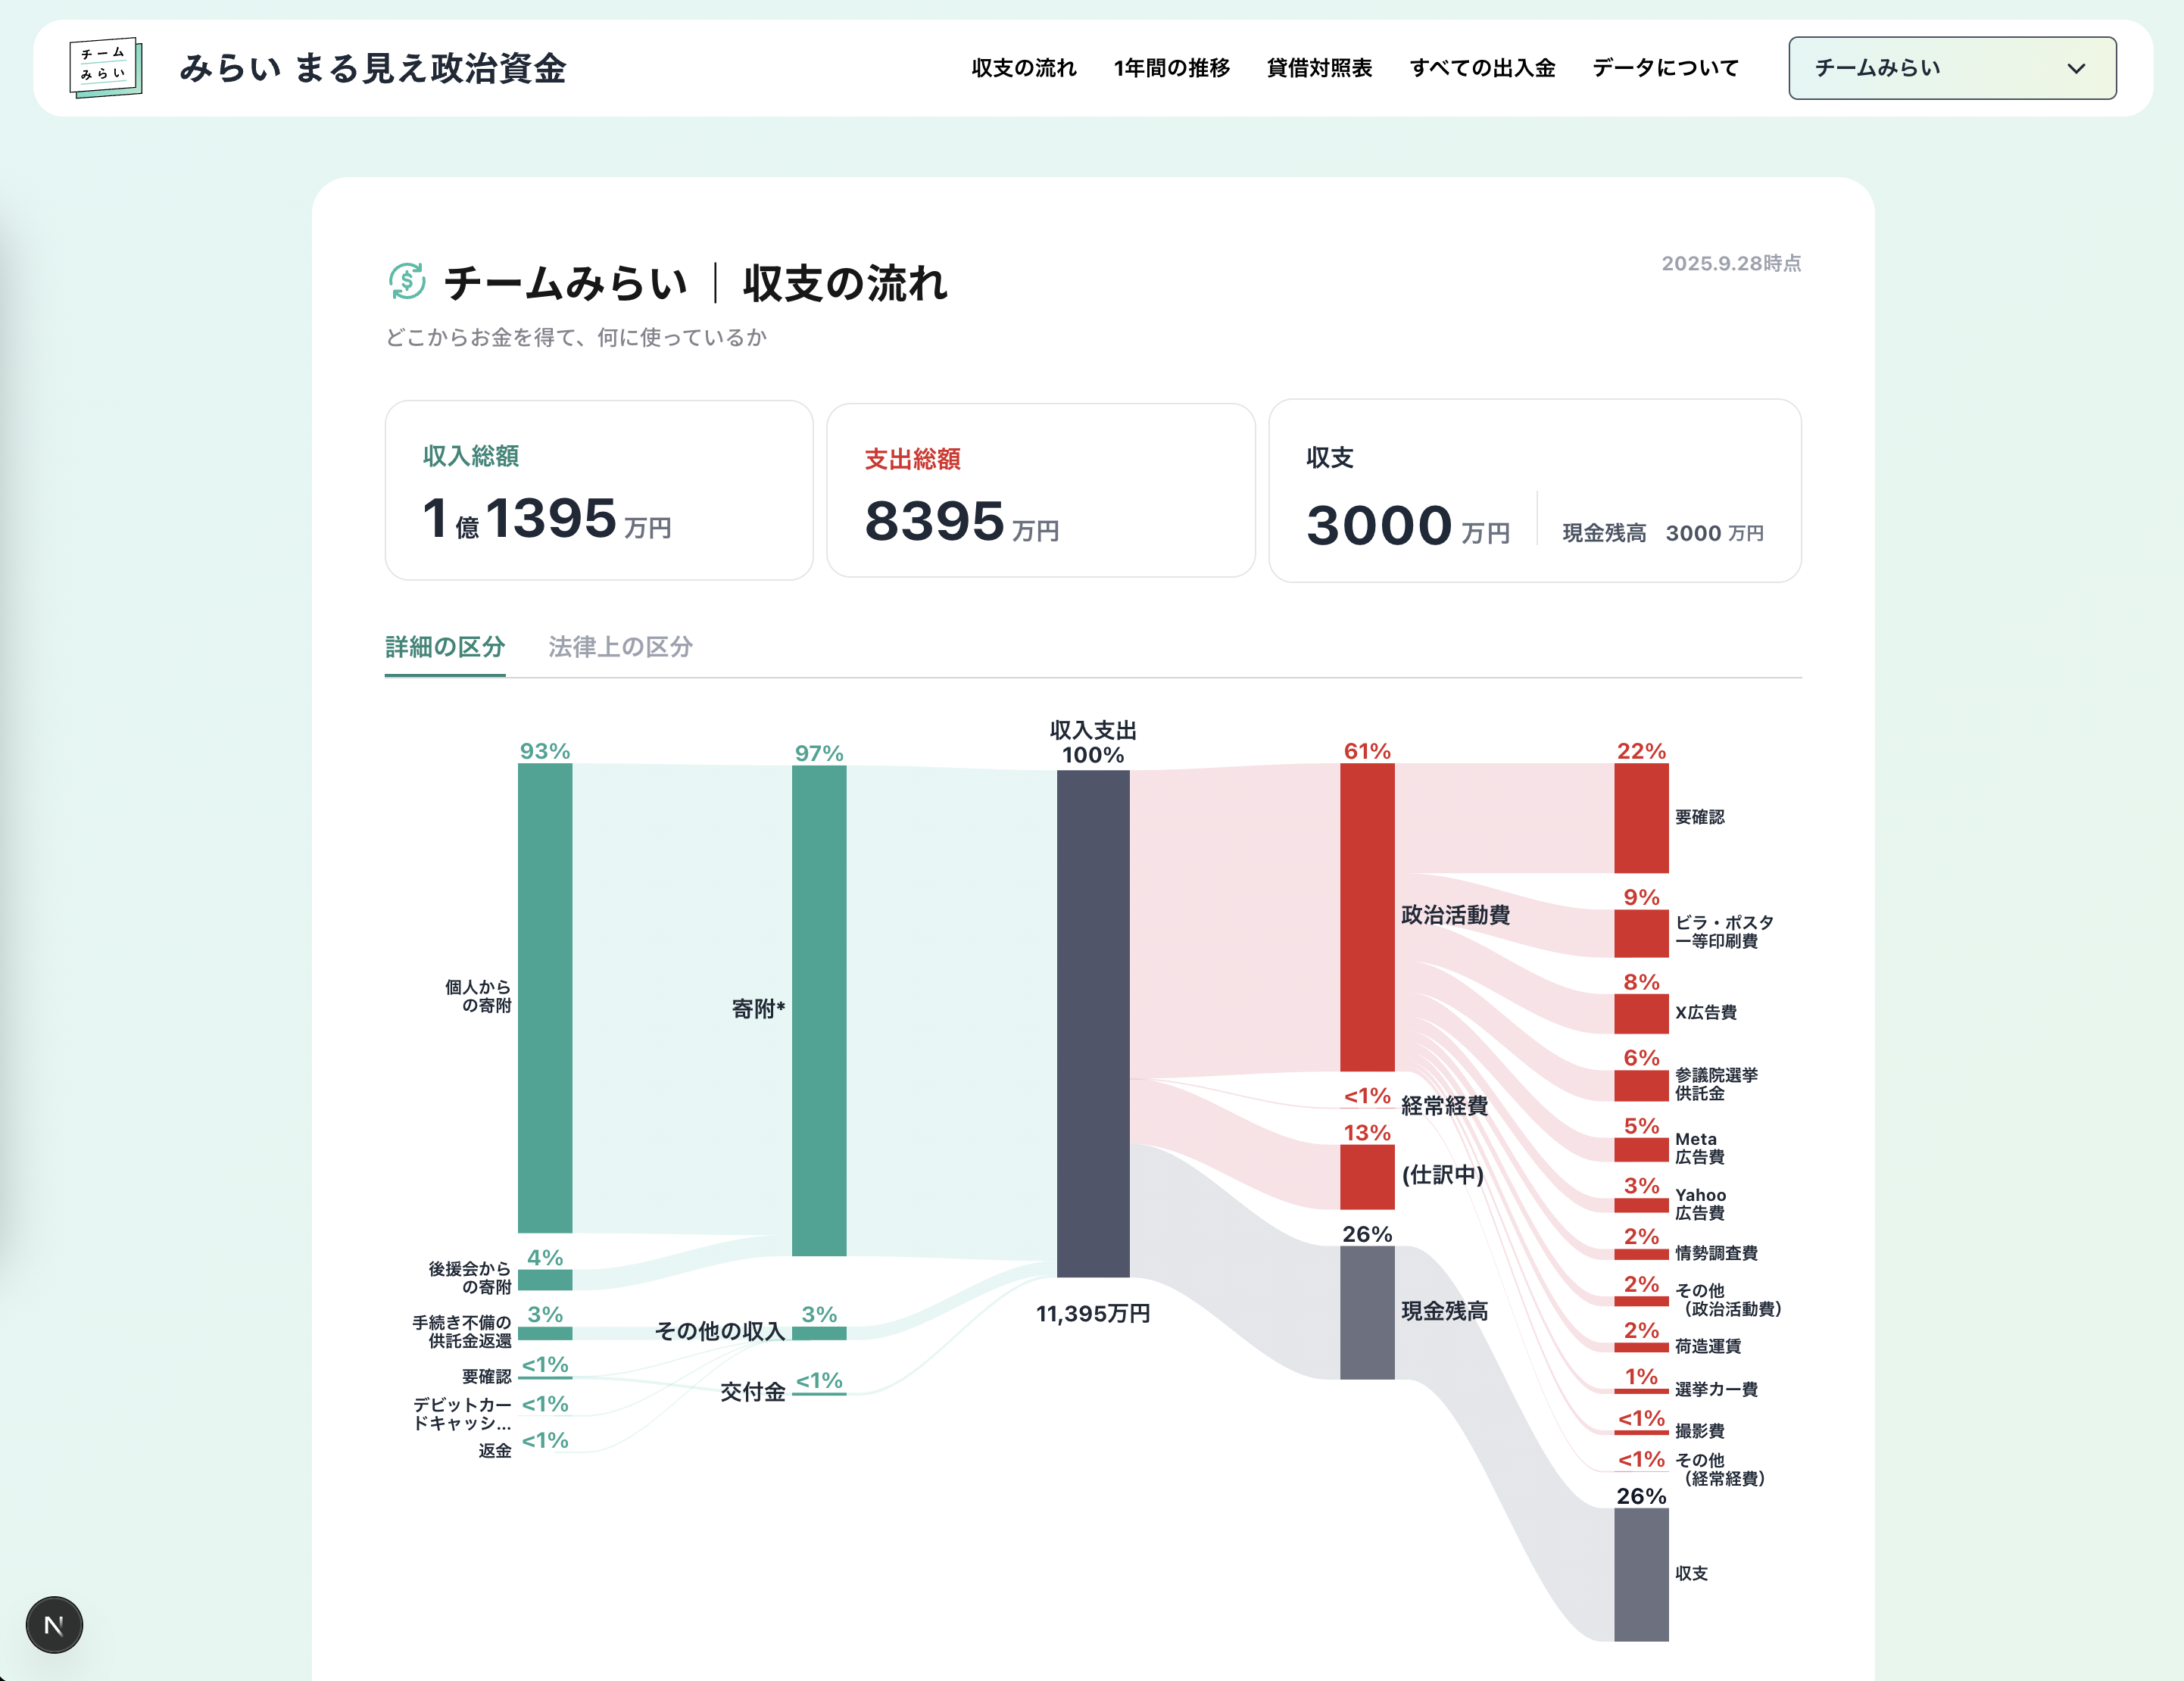 チーム
みらい
みらい まる見え政治資金
収支の流れ 1年間の推移 貸借対照表 すべての出入金 データについて チームみらい
チームみらい｜収支の流れ
2025.9.28時点
どこからお金を得て、何に使っているか
収入総額
1億1395万円
支出総額
8395万円
収支
3000万円
現金残高 3000万円
詳細の区分 法律上の区分
93%
個人から
の寄附
4%
後援会から
の寄附
3%
手続き不備の
供託金返還
<1%
要確認
<1%
デビットカー
ドキャッシ...
<1%
返金
97%
寄附*
3%
その他の収入
<1%
交付金
収入支出
100%
11,395万円
61%
政治活動費
<1%
経常経費
13%
(仕訳中)
26%
現金残高
22%
要確認
9%
ビラ・ポスタ
ー等印刷費
8%
X広告費
6%
参議院選挙
供託金
5%
Meta
広告費
3%
Yahoo
広告費
2%
情勢調査費
2%
その他
（政治活動費）
2%
荷造運賃
1%
選挙カー費
<1%
撮影費
<1%
その他
（経常経費）
26%
収支
N